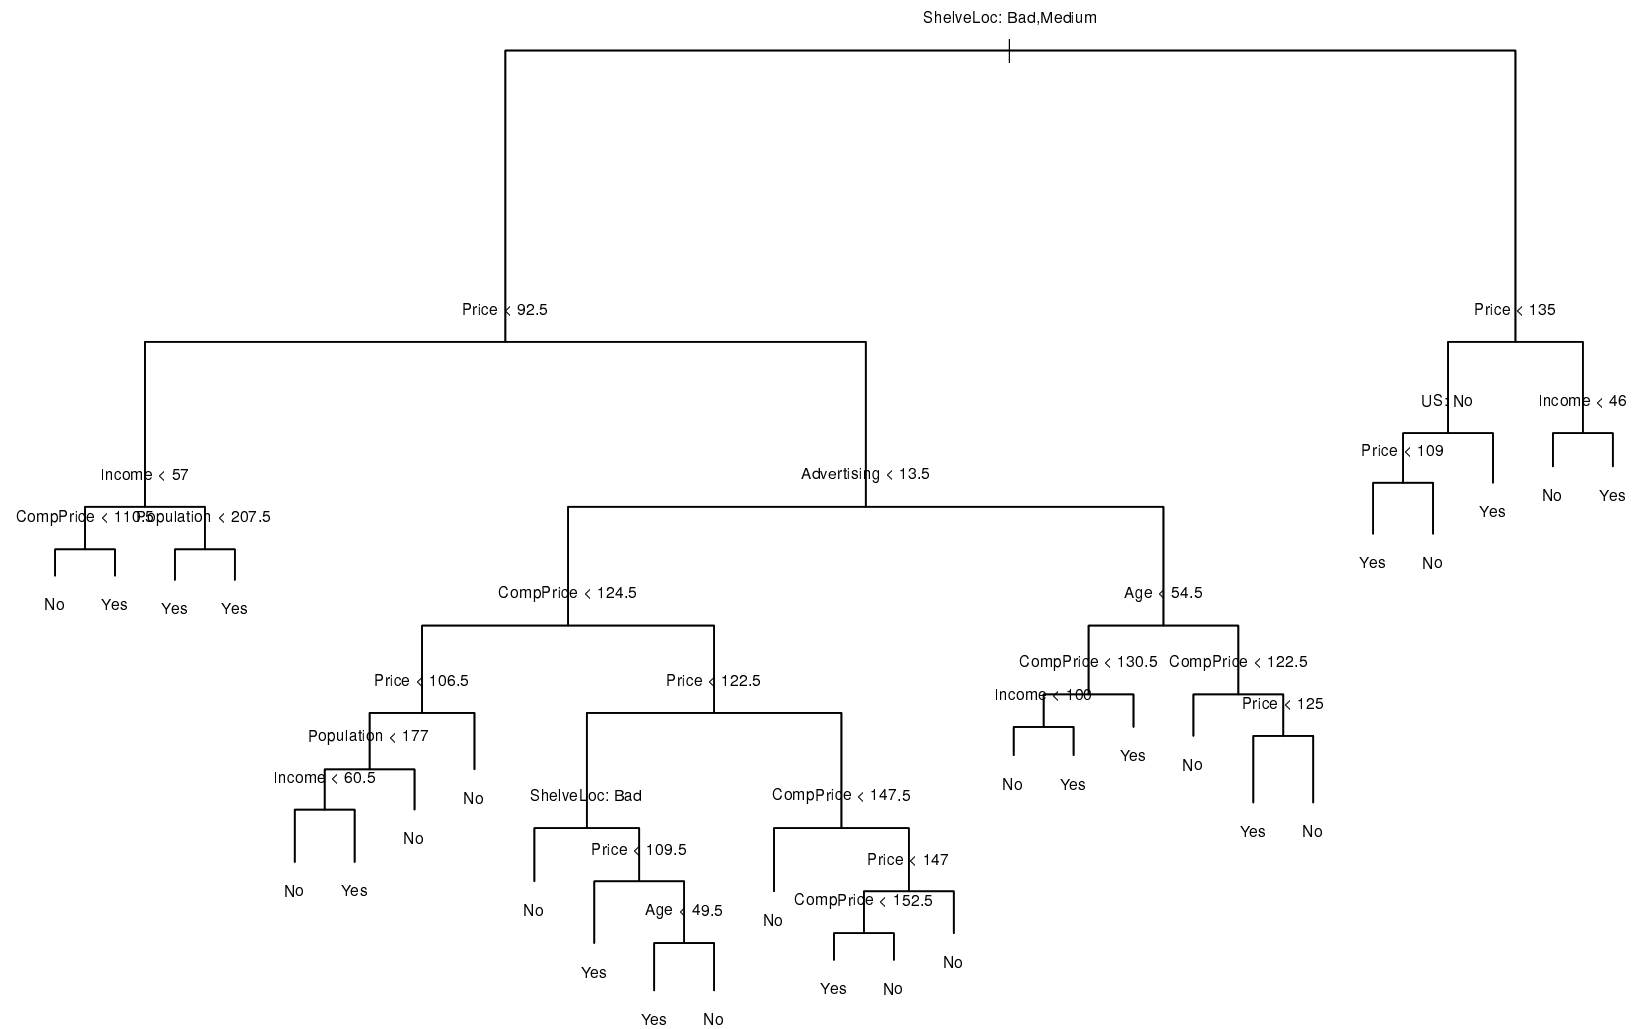 ShelveLoc: Bad,Medium
Price < 92.5
Price < 135
US: No
Income < 46
Price < 109
Income < 57
Advertising < 13.5
No
Yes
Yes
CompPrice < 110.5
Population < 207.5
Yes
No
CompPrice < 124.5
Age < 54.5
No
Yes
Yes
Yes
CompPrice < 130.5
CompPrice < 122.5
Price < 106.5
Price < 122.5
Income < 100
Price < 125
Population < 177
Yes
No
Income < 60.5
No
Yes
No
ShelveLoc: Bad
CompPrice < 147.5
Yes
No
No
Price < 109.5
Price < 147
No
Yes
No
Age < 49.5
No
CompPrice < 152.5
Yes
No
Yes
No
Yes
No